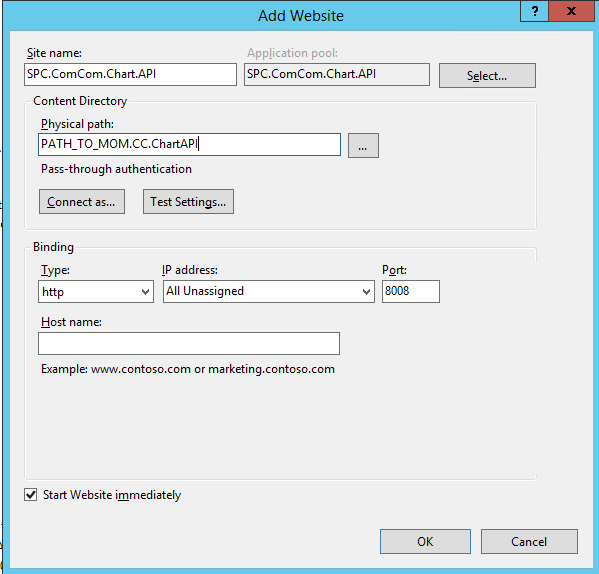 Add Website
?
X
Site name:
Application pool:
SPC.ComCom.Chart.API
SPC.ComCom.Chart.API
Select...
Content Directory
Physical path:
PATH_TO_MOM.CC.ChartAPI
...
Pass-through authentication
Connect as...
Test Settings...
Binding
Type:
IP address:
Port:
http
All Unassigned
8008
Host name:
Example: www.contoso.com or marketing.contoso.com
Start Website immediately
OK
Cancel